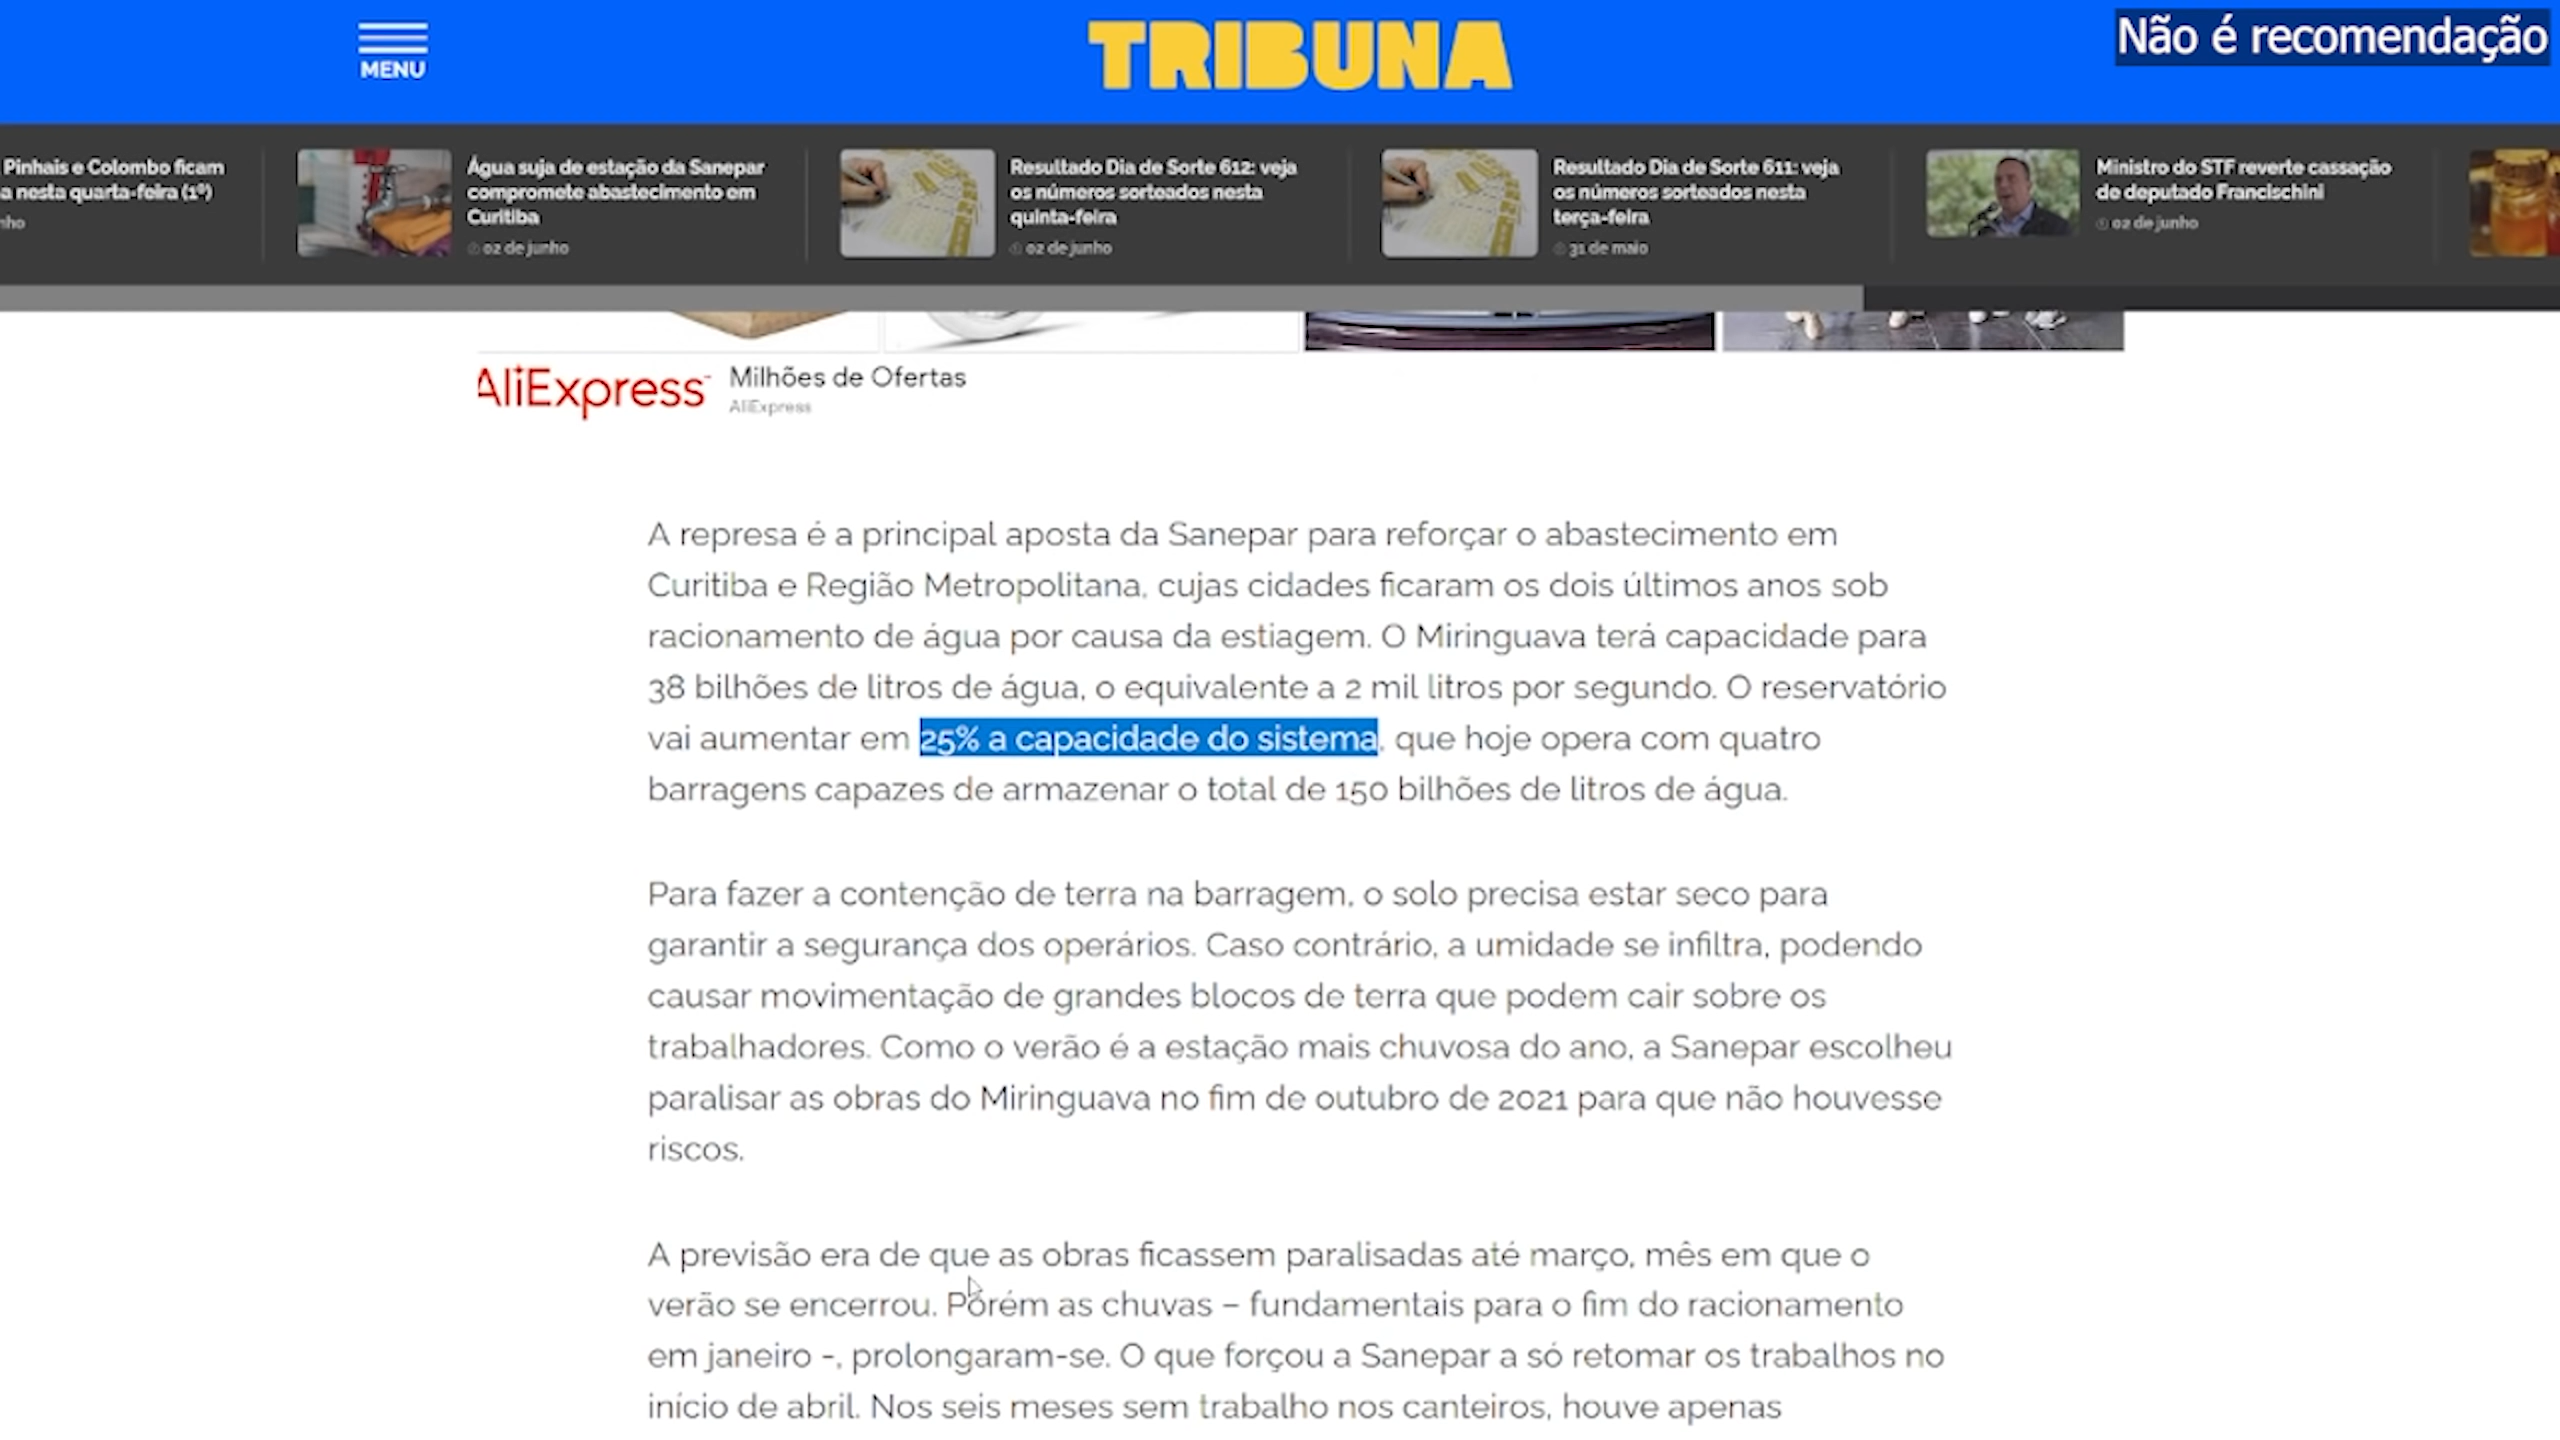 MENU
TRIBUNA
Não é recomendação
Pinhais e Colombo ficam
a nesta quarta-feira (1º)
nho
Água suja de estação da Sanepar
compromete abastecimento em
Curitiba
02 de junho
Resultado Dia de Sorte 612: veja
os números sorteados nesta
quinta-feira
02 de junho
Resultado Dia de Sorte 611: veja
os números sorteados nesta
terça-feira
31 de maio
Ministro do STF reverte cassação
de deputado Francischini
02 de junho
AliExpress
Milhões de Ofertas
AliExpress
A represa é a principal aposta da Sanepar para reforçar o abastecimento em
Curitiba e Região Metropolitana, cujas cidades ficaram os dois últimos anos sob
racionamento de água por causa da estiagem. O Miringuava terá capacidade para
38 bilhões de litros de água, o equivalente a 2 mil litros por segundo. O reservatório
vai aumentar em 25% a capacidade do sistema, que hoje opera com quatro
barragens capazes de armazenar o total de 150 bilhões de litros de água.
Para fazer a contenção de terra na barragem, o solo precisa estar seco para
garantir a segurança dos operários. Caso contrário, a umidade se infiltra, podendo
causar movimentação de grandes blocos de terra que podem cair sobre os
trabalhadores. Como o verão é a estação mais chuvosa do ano, a Sanepar escolheu
paralisar as obras do Miringuava no fim de outubro de 2021 para que não houvesse
riscos.
A previsão era de que as obras ficassem paralisadas até março, mês em que o
verão se encerrou. Porém as chuvas – fundamentais para o fim do racionamento
em janeiro -, prolongaram-se. O que forçou a Sanepar a só retomar os trabalhos no
início de abril. Nos seis meses sem trabalho nos canteiros, houve apenas